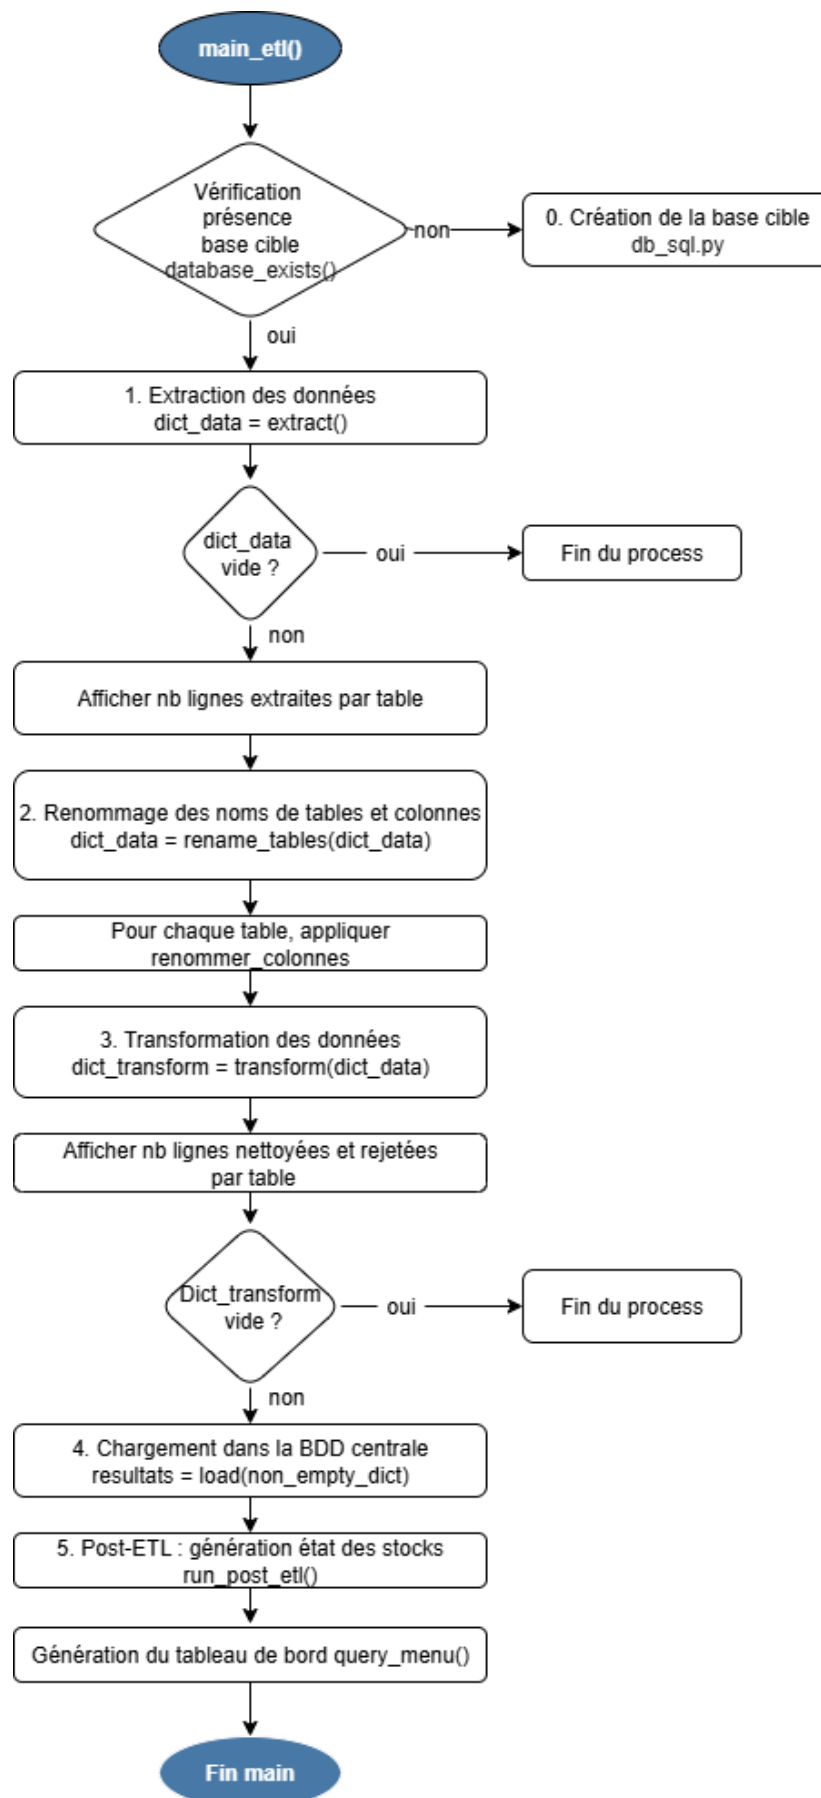 main_etl()
Vérification
présence
base cible
database_exists()
non
0. Création de la base cible
db_sql.py
oui
1. Extraction des données
dict_data = extract()
dict_data
vide ?
oui
Fin du process
non
Afficher nb lignes extraites par table
2. Renommage des noms de tables et colonnes
dict_data = rename_tables(dict_data)
Pour chaque table, appliquer
renommer_colonnes
3. Transformation des données
dict_transform = transform(dict_data)
Afficher nb lignes nettoyées et rejetées
par table
Dict_transform
vide ?
oui
Fin du process
non
4. Chargement dans la BDD centrale
resultats = load(non_empty_dict)
5. Post-ETL : génération état des stocks
run_post_etl()
Génération du tableau de bord query_menu()
Fin main